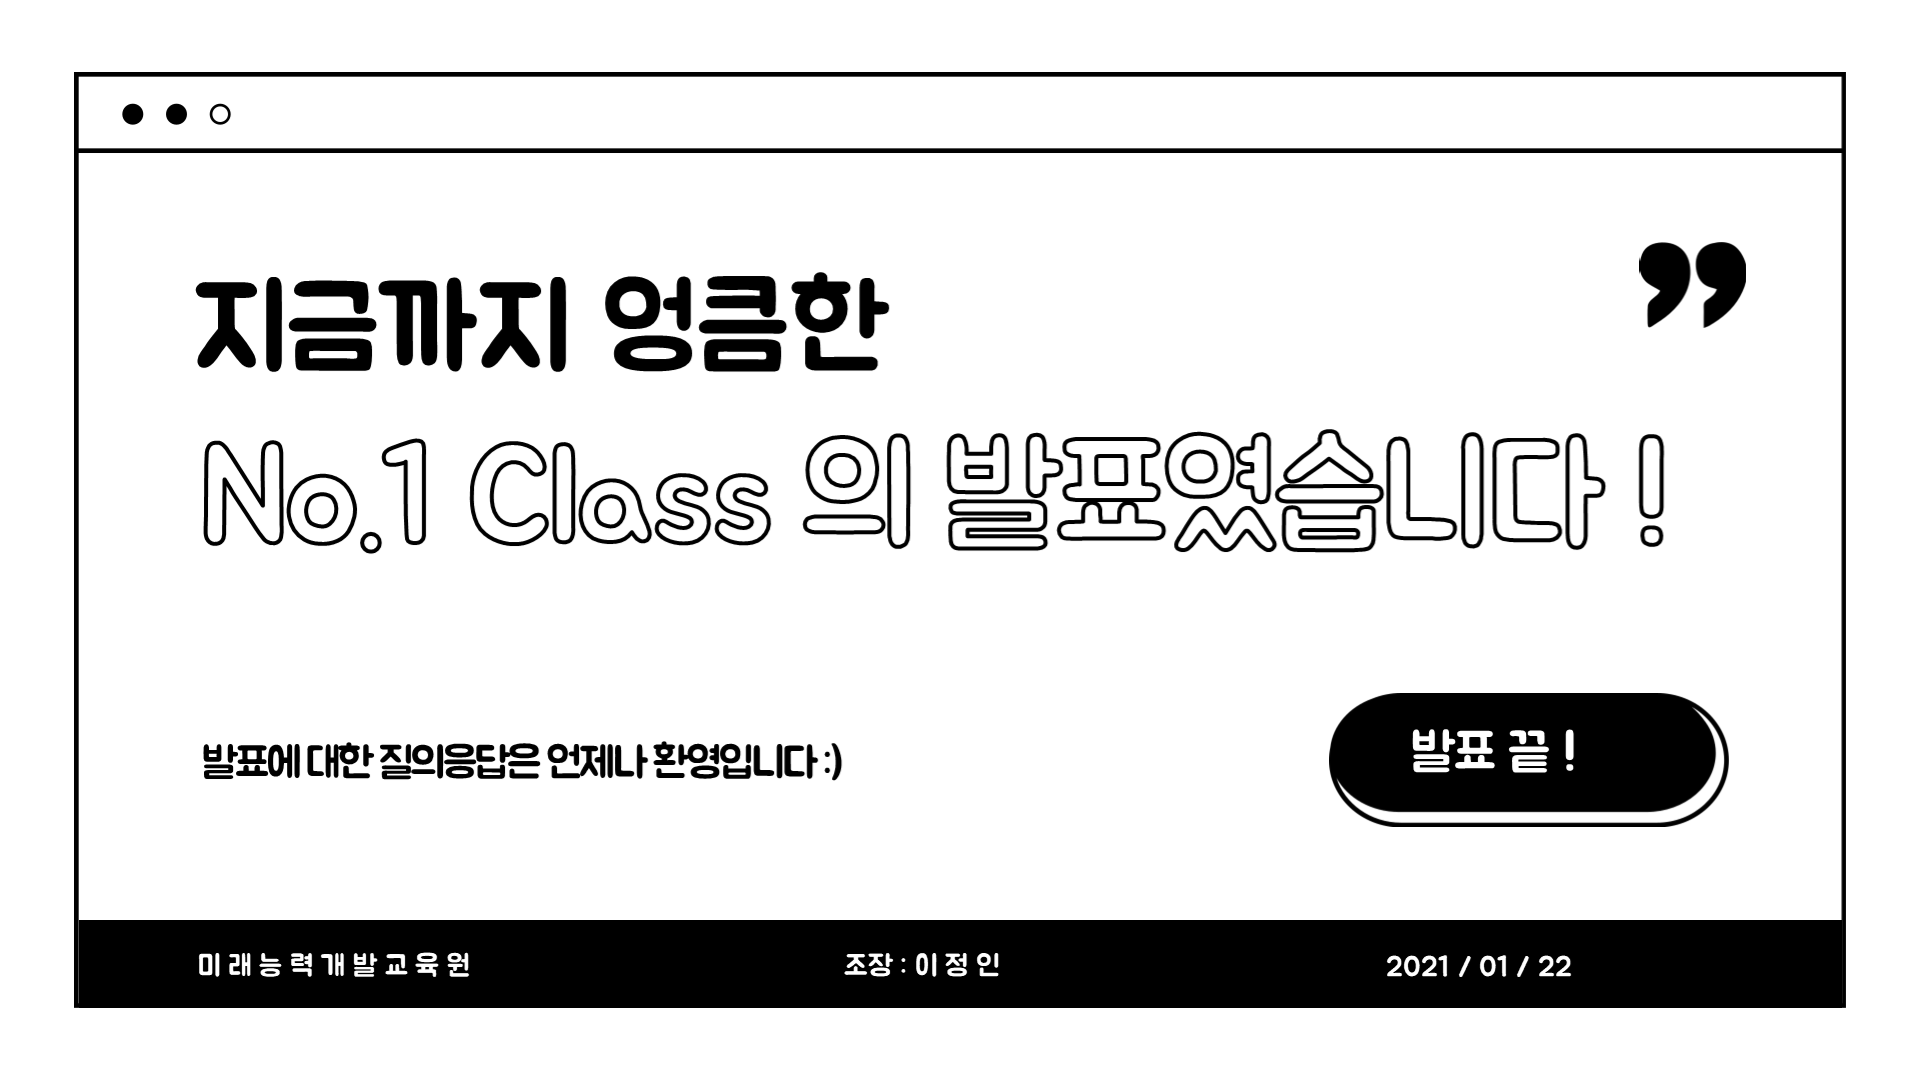 지금까지 엉큼한
”
No.1 Class 의 발표였습니다 !
발표에 대한 질의응답은 언제나 환영입니다 :)
발표 끝 !
미래능력개발교육원
조장 : 이정인
2021 / 01 / 22